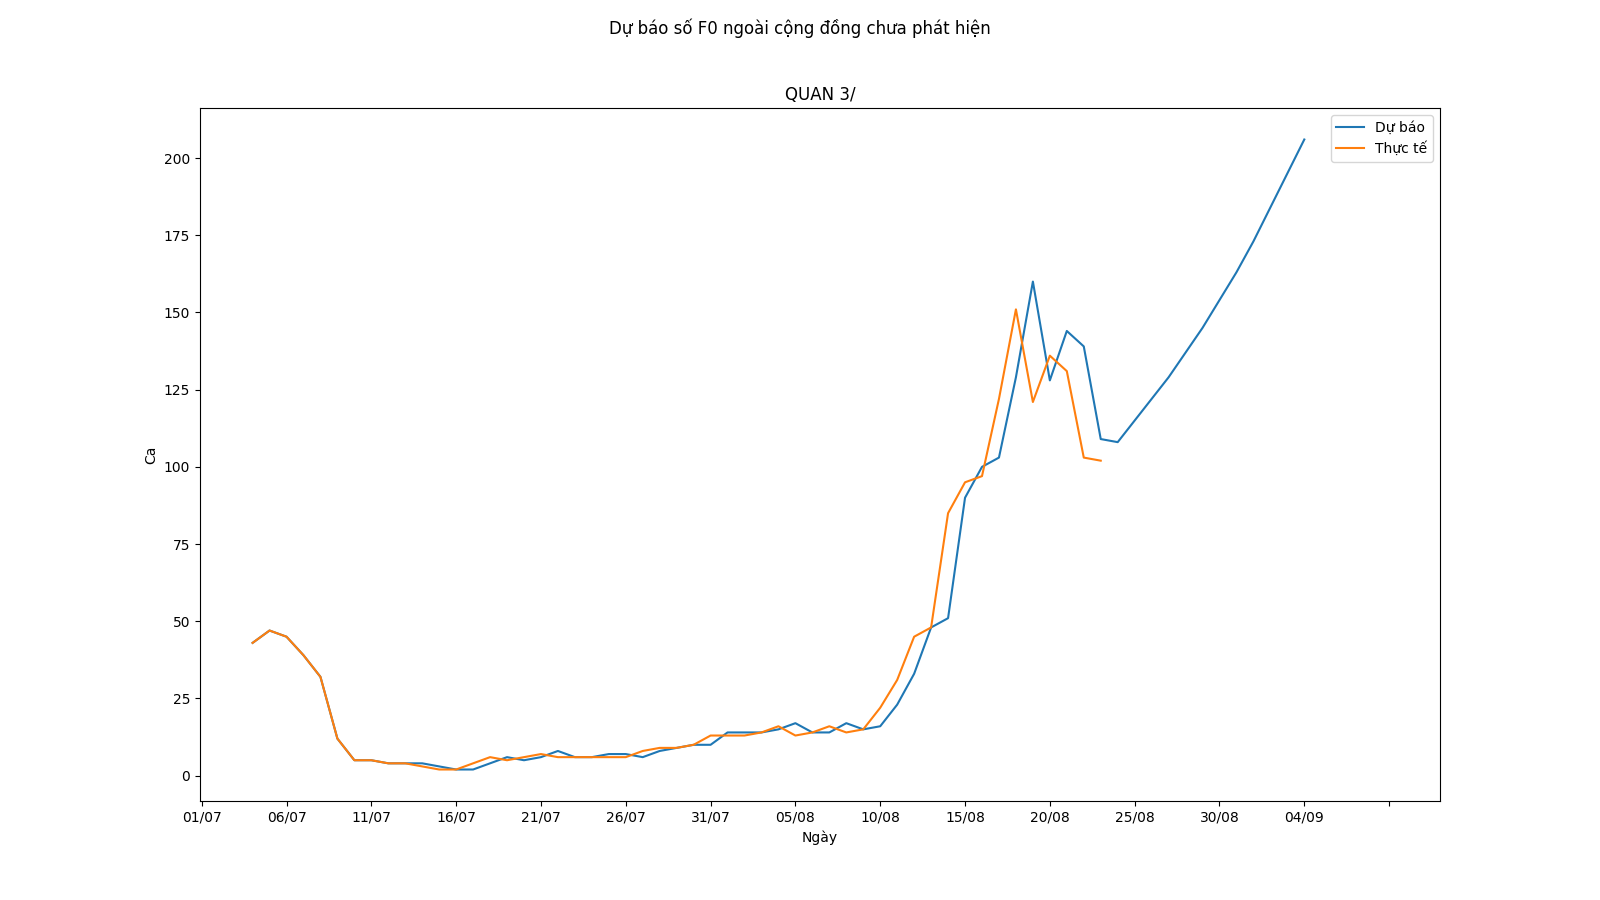 Dự báo số F0 ngoài cộng đồng chưa phát hiện
QUAN 3/
Dự báo
Thực tế
200
175
150
125
100
75
50
25
0
Ca
01/07 06/07 11/07 16/07 21/07 26/07 31/07 05/08 10/08 15/08 20/08 25/08 30/08 04/09
Ngày